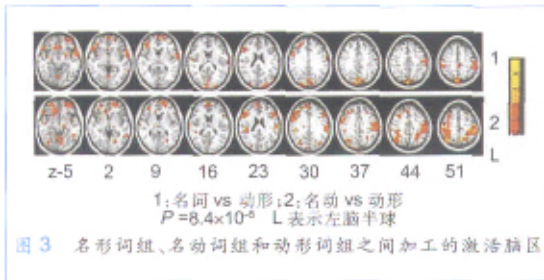 1
2
L
z-5 2 9 16 23 30 37 44 51
1:名词 vs 动形;2:名动 vs 动形
P =8.4×10⁻⁶ L 表示左脑半球
图 3 名形词组、名动词组和动形词组之间加工的激活脑区